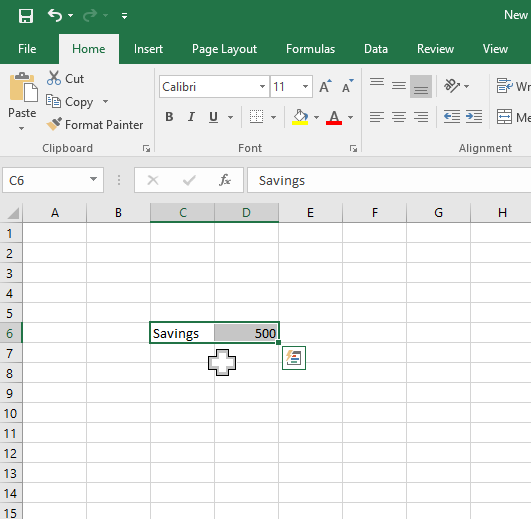 New
File Home Insert Page Layout Formulas Data Review View
Cut
Copy
Format Painter
Paste
Calibri 11 A A
B I U A
Wr
Me
Clipboard Font Alignment
C6 fx Savings
A B C D E F G H
1
2
3
4
5
6 Savings 500
7
8
9
10
11
12
13
14
15